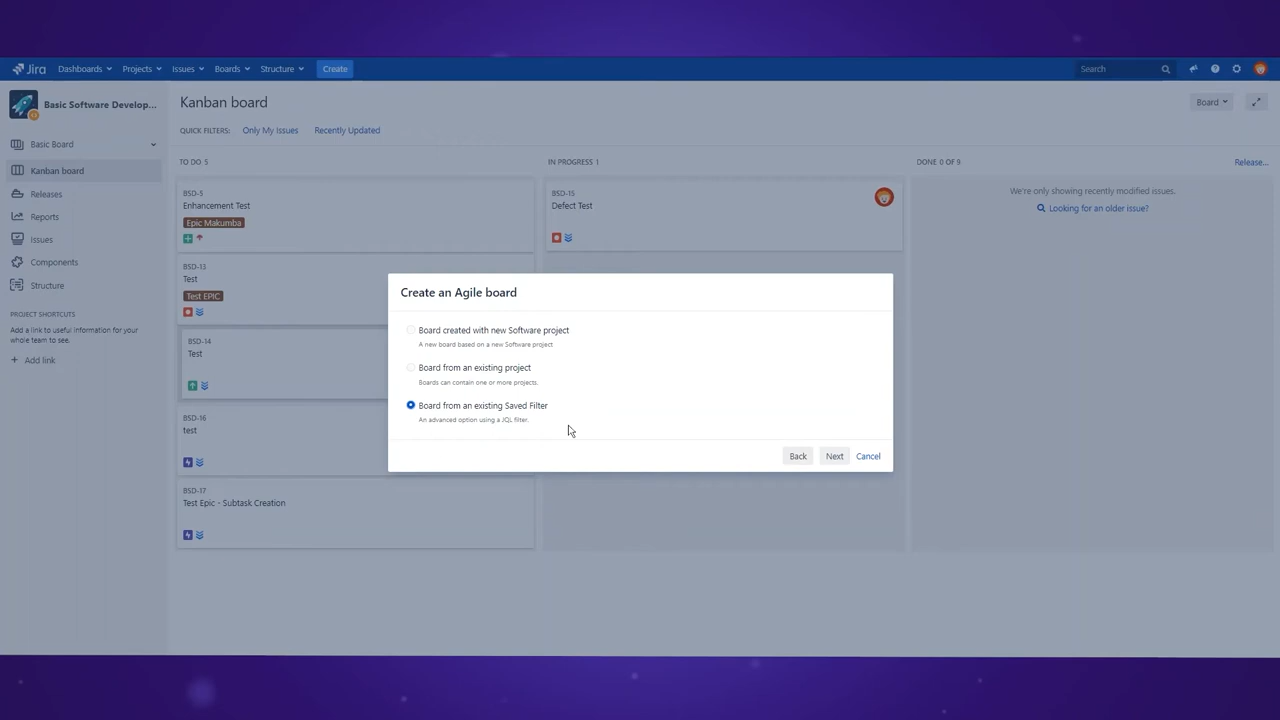 Jira Dashboards Projects Issues Boards Structure Create Search
Basic Software Develop...
Kanban board
Board
QUICK FILTERS: Only My Issues Recently Updated
Basic Board
Kanban board
Releases
Reports
Issues
Components
Structure
PROJECT SHORTCUTS
Add a link to useful information for your
whole team to see.
+ Add link
TO DO 5
IN PROGRESS 1
DONE 0 OF 9
Release...
BSD-5
Enhancement Test
Epic Makumba
BSD-13
Test
Test EPIC
BSD-14
Test
BSD-16
test
BSD-17
Test Epic - Subtask Creation
BSD-15
Defect Test
We're only showing recently modified issues.
Looking for an older issue?
Create an Agile board
Board created with new Software project
A new board based on a new Software project
Board from an existing project
Boards can contain one or more projects.
Board from an existing Saved Filter
An advanced option using a JQL filter.
Back Next Cancel